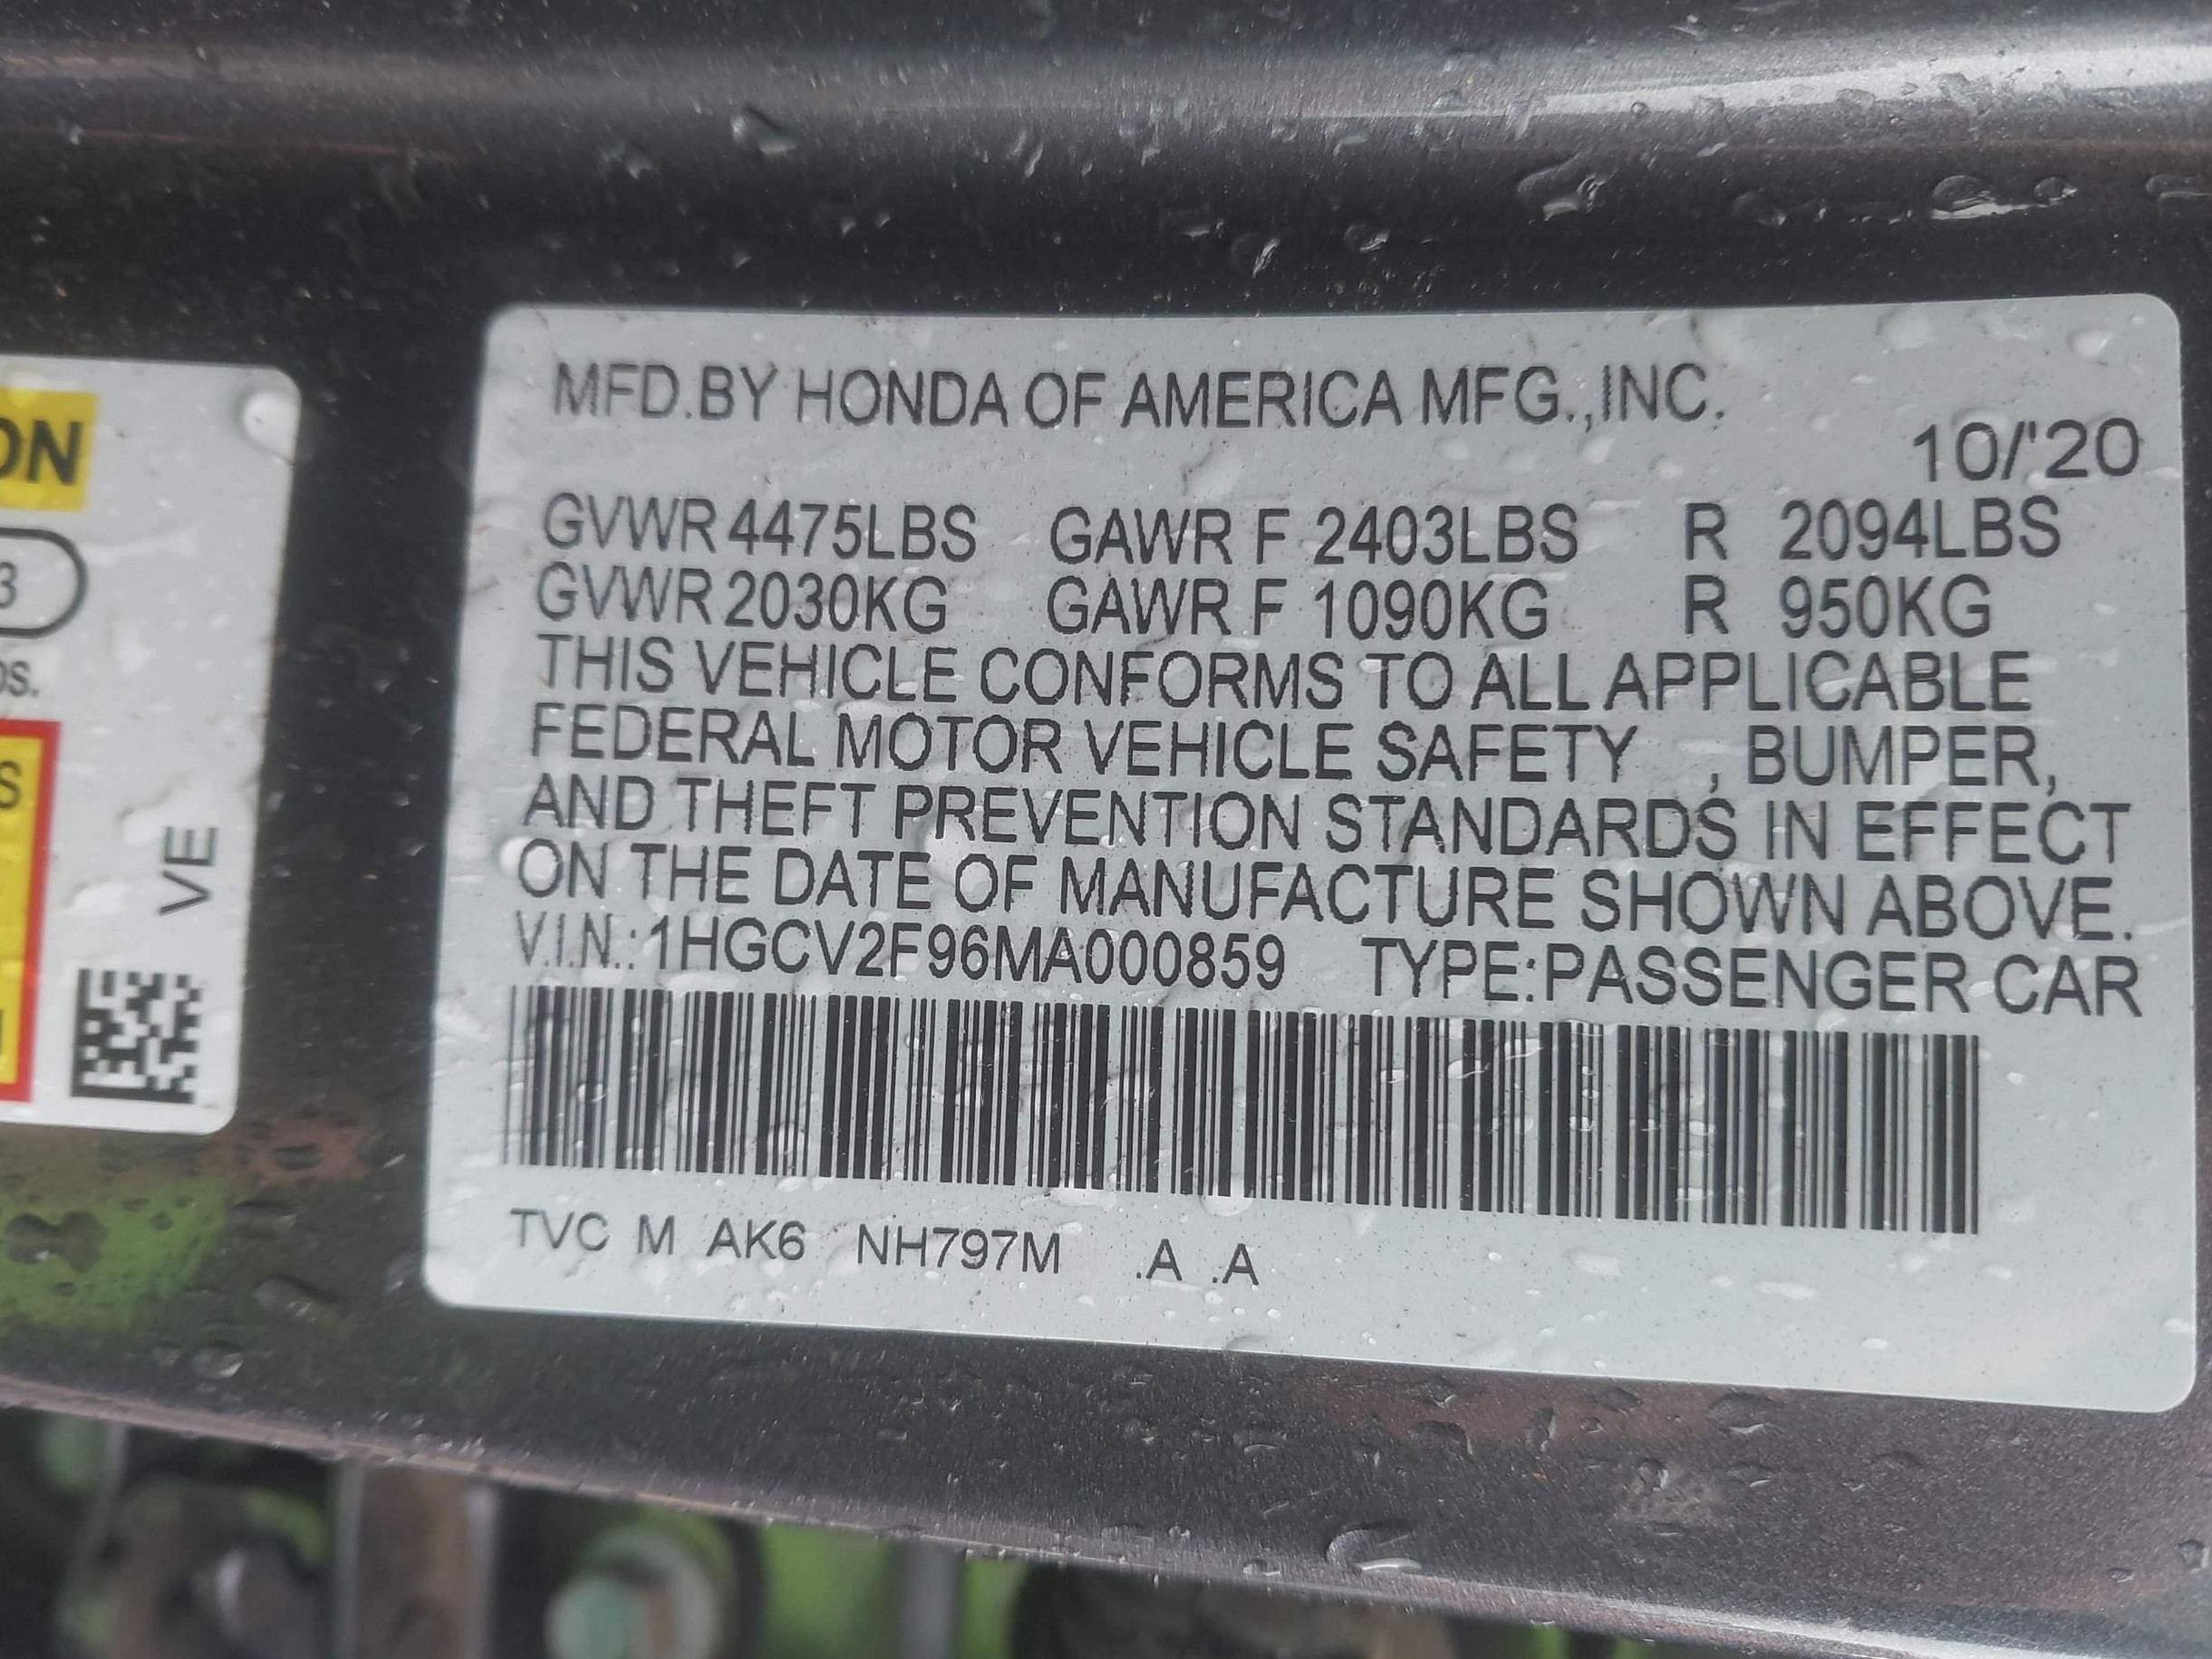 MFD.BY HONDA OF AMERICA MFG.,INC.
10/'20
GVWR 4475LBS GAWR F 2403LBS R 2094LBS
GVWR 2030KG GAWR F 1090KG R 950KG
THIS VEHICLE CONFORMS TO ALL APPLICABLE
FEDERAL MOTOR VEHICLE SAFETY , BUMPER,
AND THEFT PREVENTION STANDARDS IN EFFECT
ON THE DATE OF MANUFACTURE SHOWN ABOVE.
V.I.N.:1HGCV2F96MA000859 TYPE:PASSENGER CAR
TVC M AK6 NH797M .A .A
ON
3
S
VE